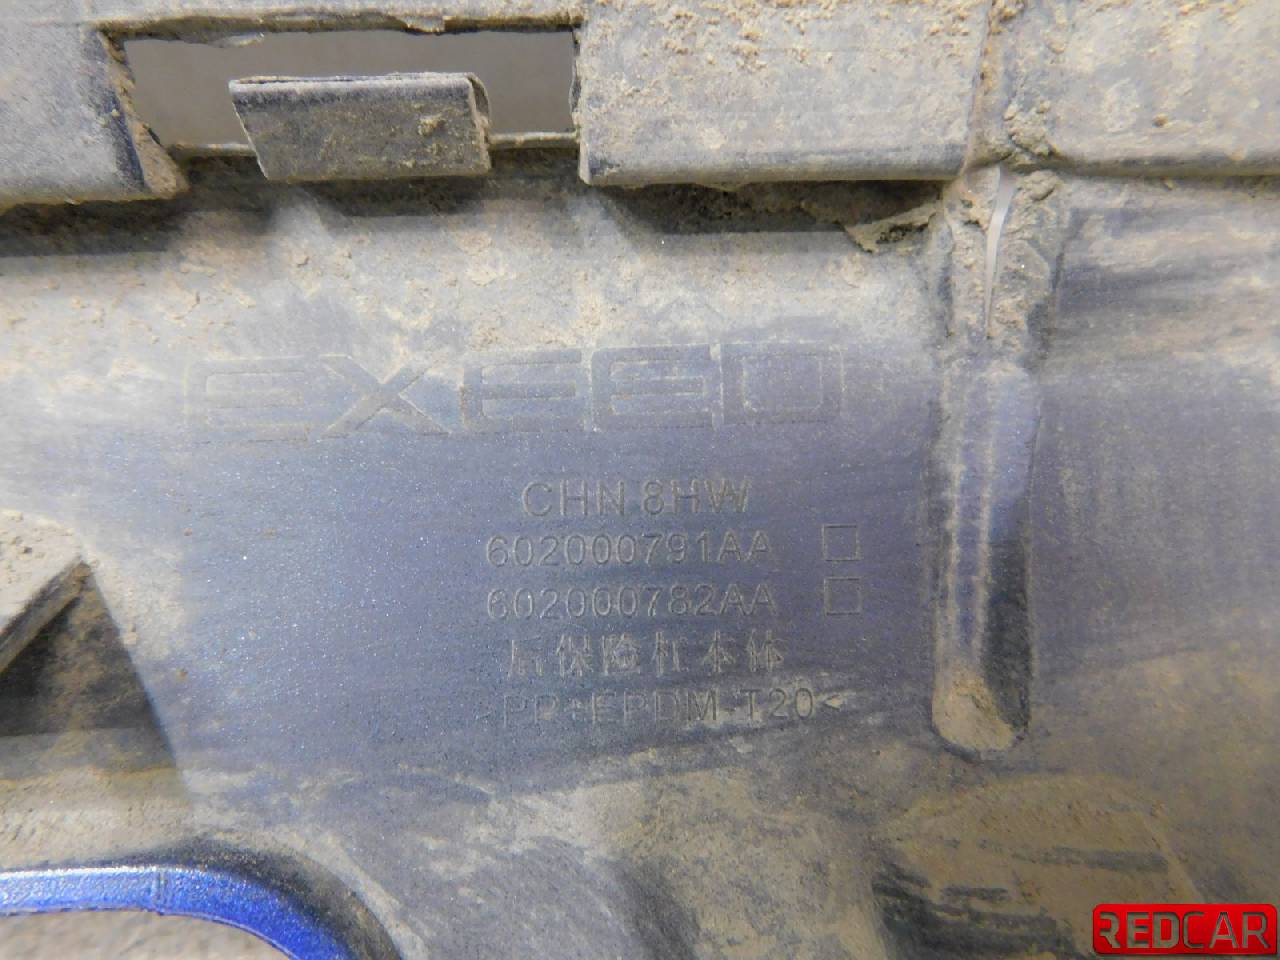 EXEED
CHN 8HW
602000791AA
602000782AA
后保险杠本体
>PP+EPDM-T20<
REDCAR